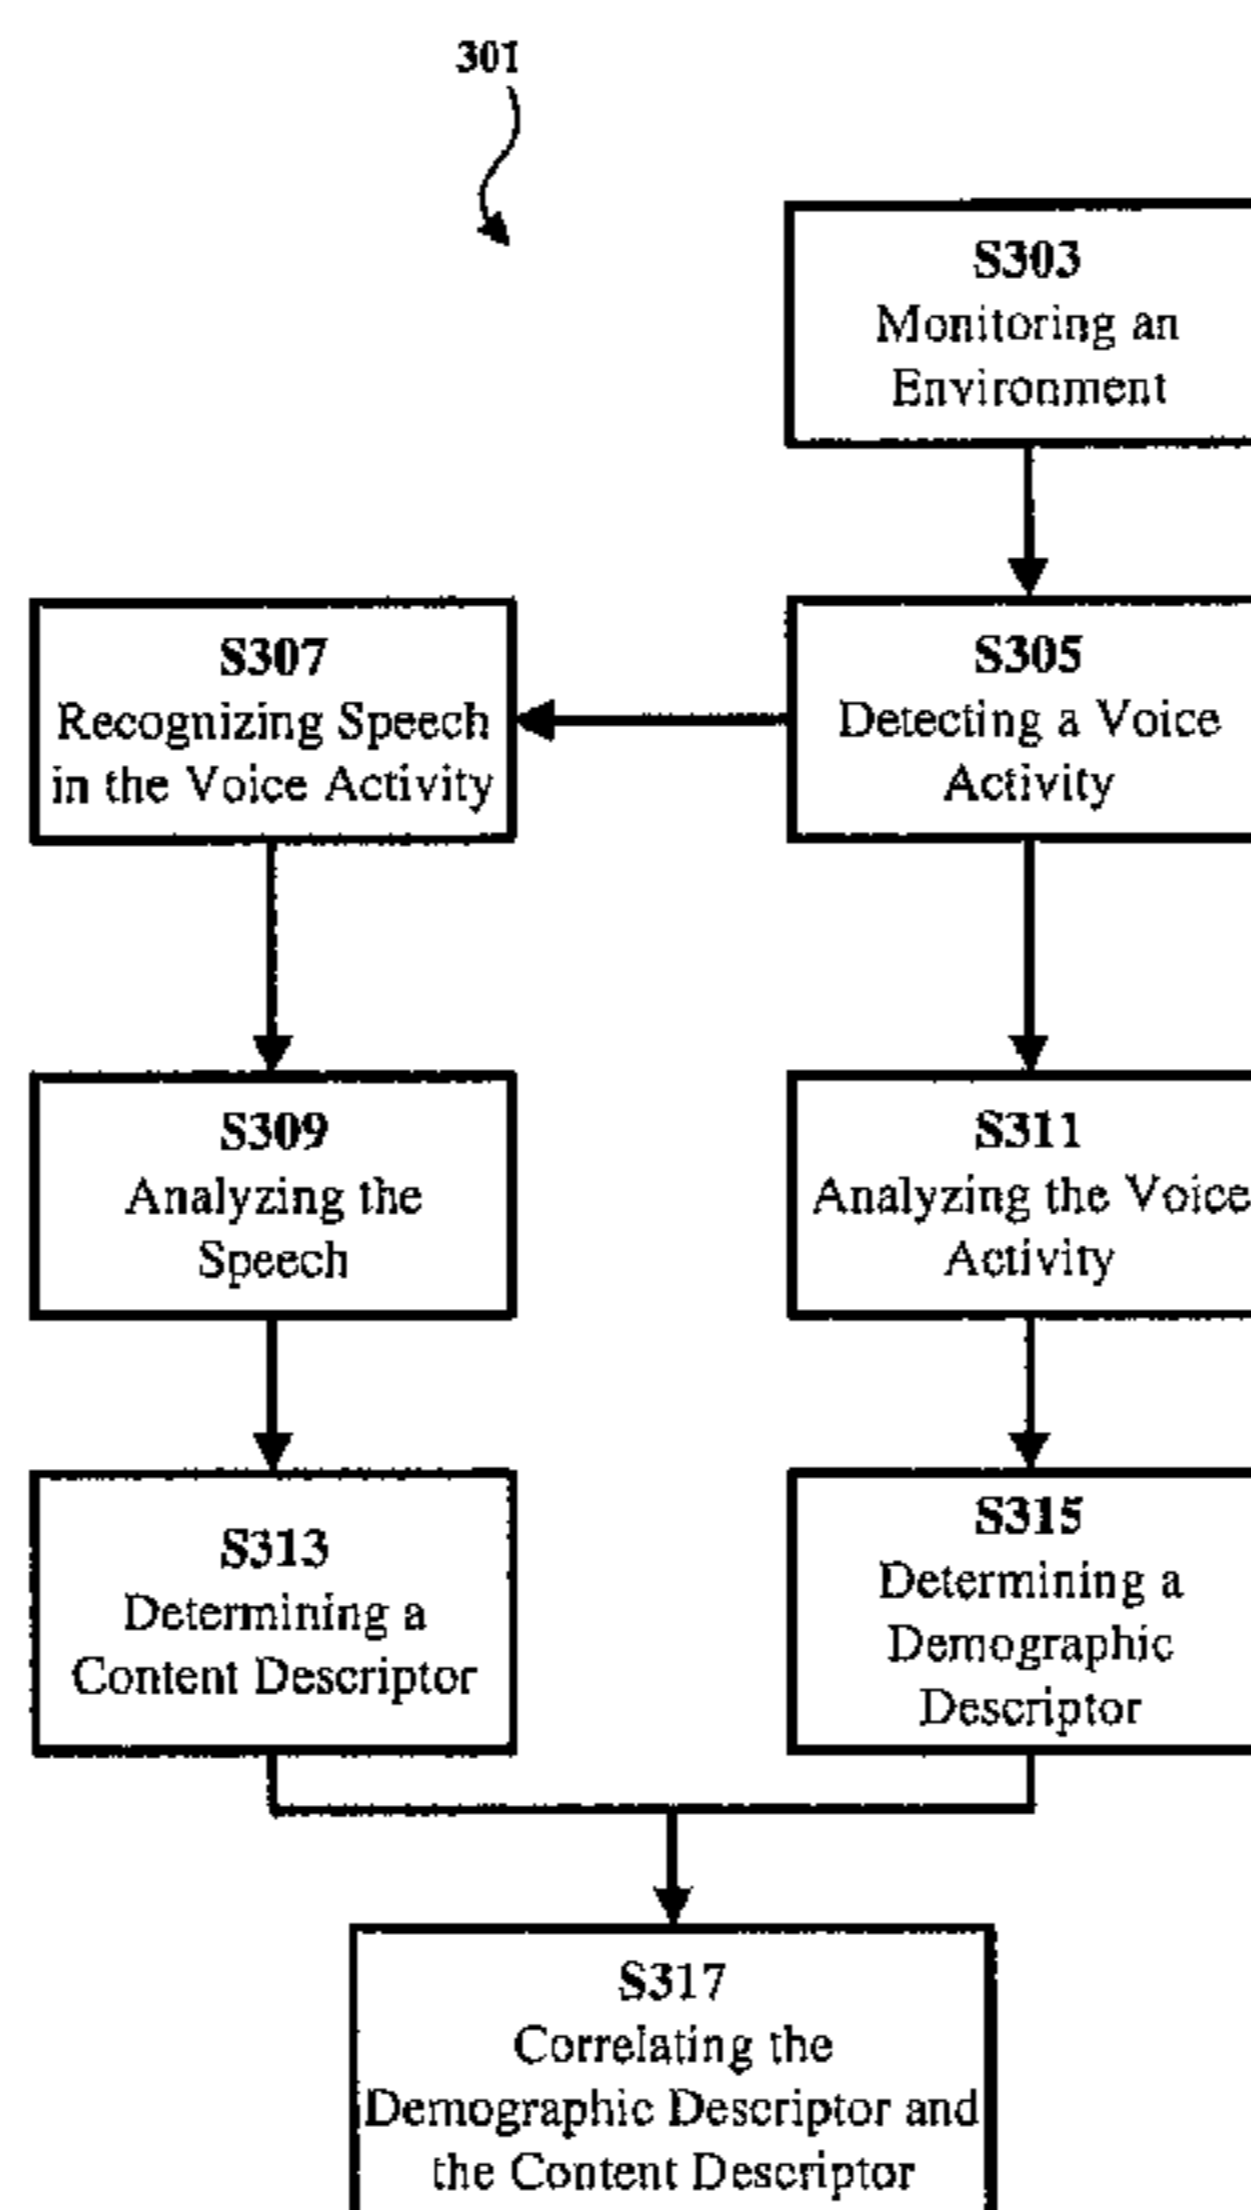 301
S303
Monitoring an
Environment
S307
Recognizing Speech
in the Voice Activity
S305
Detecting a Voice
Activity
S309
Analyzing the
Speech
S311
Analyzing the Voice
Activity
S313
Determining a
Content Descriptor
S315
Determining a
Demographic
Descriptor
S317
Correlating the
Demographic Descriptor and
the Content Descriptor